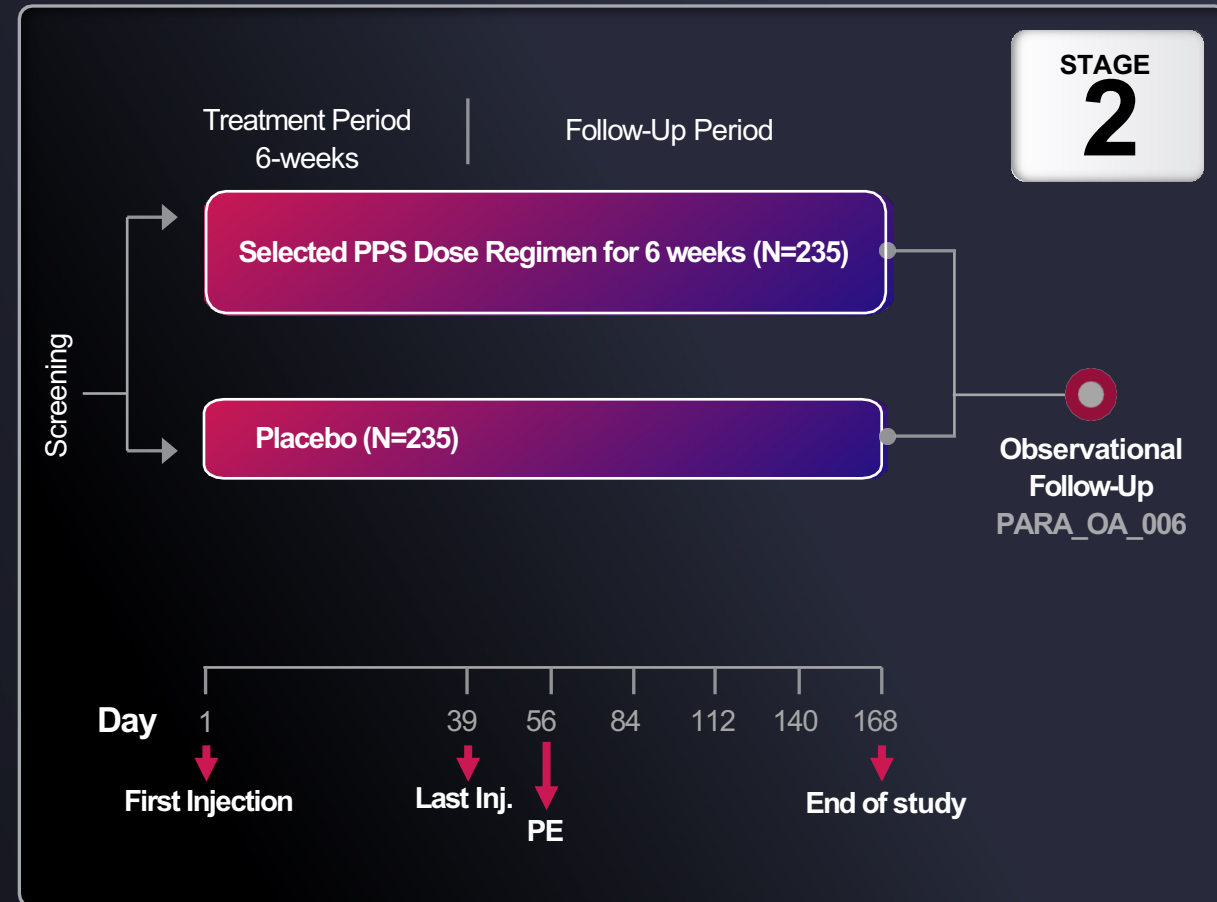 STAGE
2
Treatment Period
6-weeks
Follow-Up Period
Selected PPS Dose Regimen for 6 weeks (N=235)
Screening
Placebo (N=235)
Observational
Follow-Up
PARA_OA_006
Day 1 39 56 84 112 140 168
First Injection
Last Inj.
PE
End of study